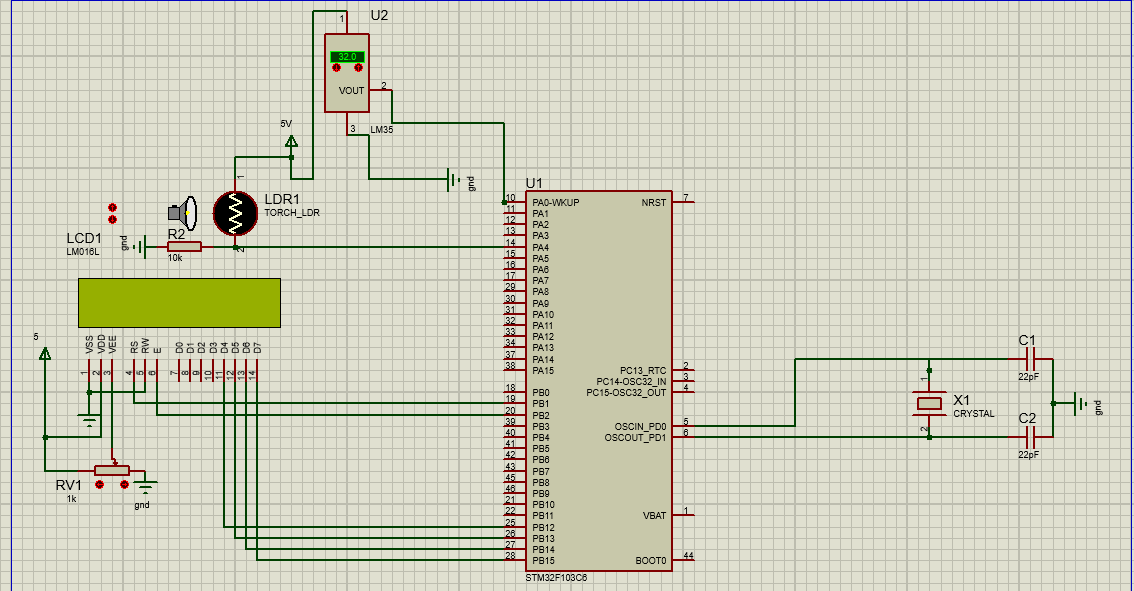 U2
1
32.0
VOUT
2
3
LM35
5V
gnd
1
LDR1
TORCH_LDR
2
R2
10k
gnd
LCD1
LM016L
VSS
VDD
VEE
RS
RW
E
D0
D1
D2
D3
D4
D5
D6
D7
1
2
3
4
5
6
7
8
9
10
11
12
13
14
5
RV1
1k
gnd
U1
10 PA0-WKUP
11 PA1
12 PA2
13 PA3
14 PA4
15 PA5
16 PA6
17 PA7
29 PA8
30 PA9
31 PA10
32 PA11
33 PA12
34 PA13
37 PA14
38 PA15
18 PB0
19 PB1
20 PB2
39 PB3
40 PB4
41 PB5
42 PB6
43 PB7
45 PB8
46 PB9
21 PB10
22 PB11
25 PB12
26 PB13
27 PB14
28 PB15
NRST 7
PC13_RTC 2
PC14-OSC32_IN 3
PC15-OSC32_OUT 4
OSCIN_PD0 5
OSCOUT_PD1 6
VBAT 1
BOOT0 44
STM32F103C6
C1
22pF
1
X1
CRYSTAL
2
C2
22pF
gnd